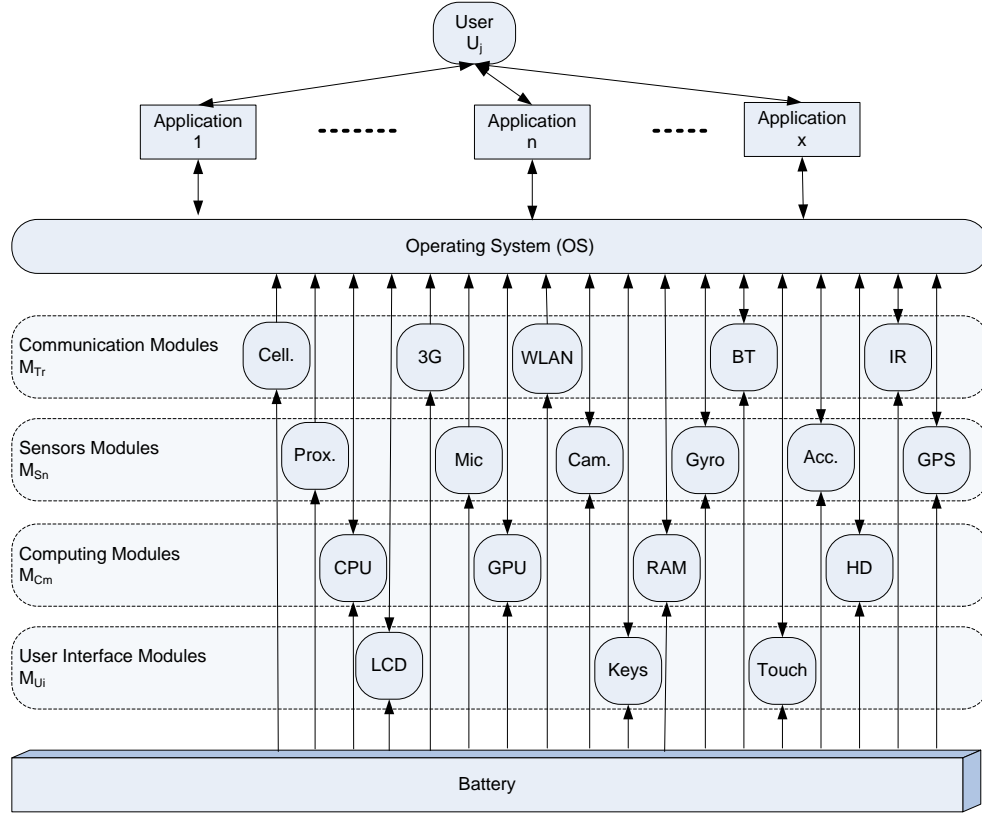 User
Uj
Application
1
Application
n
Application
x
Operating System (OS)
Communication Modules
MTr
Cell.
3G
WLAN
BT
IR
Sensors Modules
MSn
Prox.
Mic
Cam.
Gyro
Acc.
GPS
Computing Modules
MCm
CPU
GPU
RAM
HD
User Interface Modules
MUi
LCD
Keys
Touch
Battery